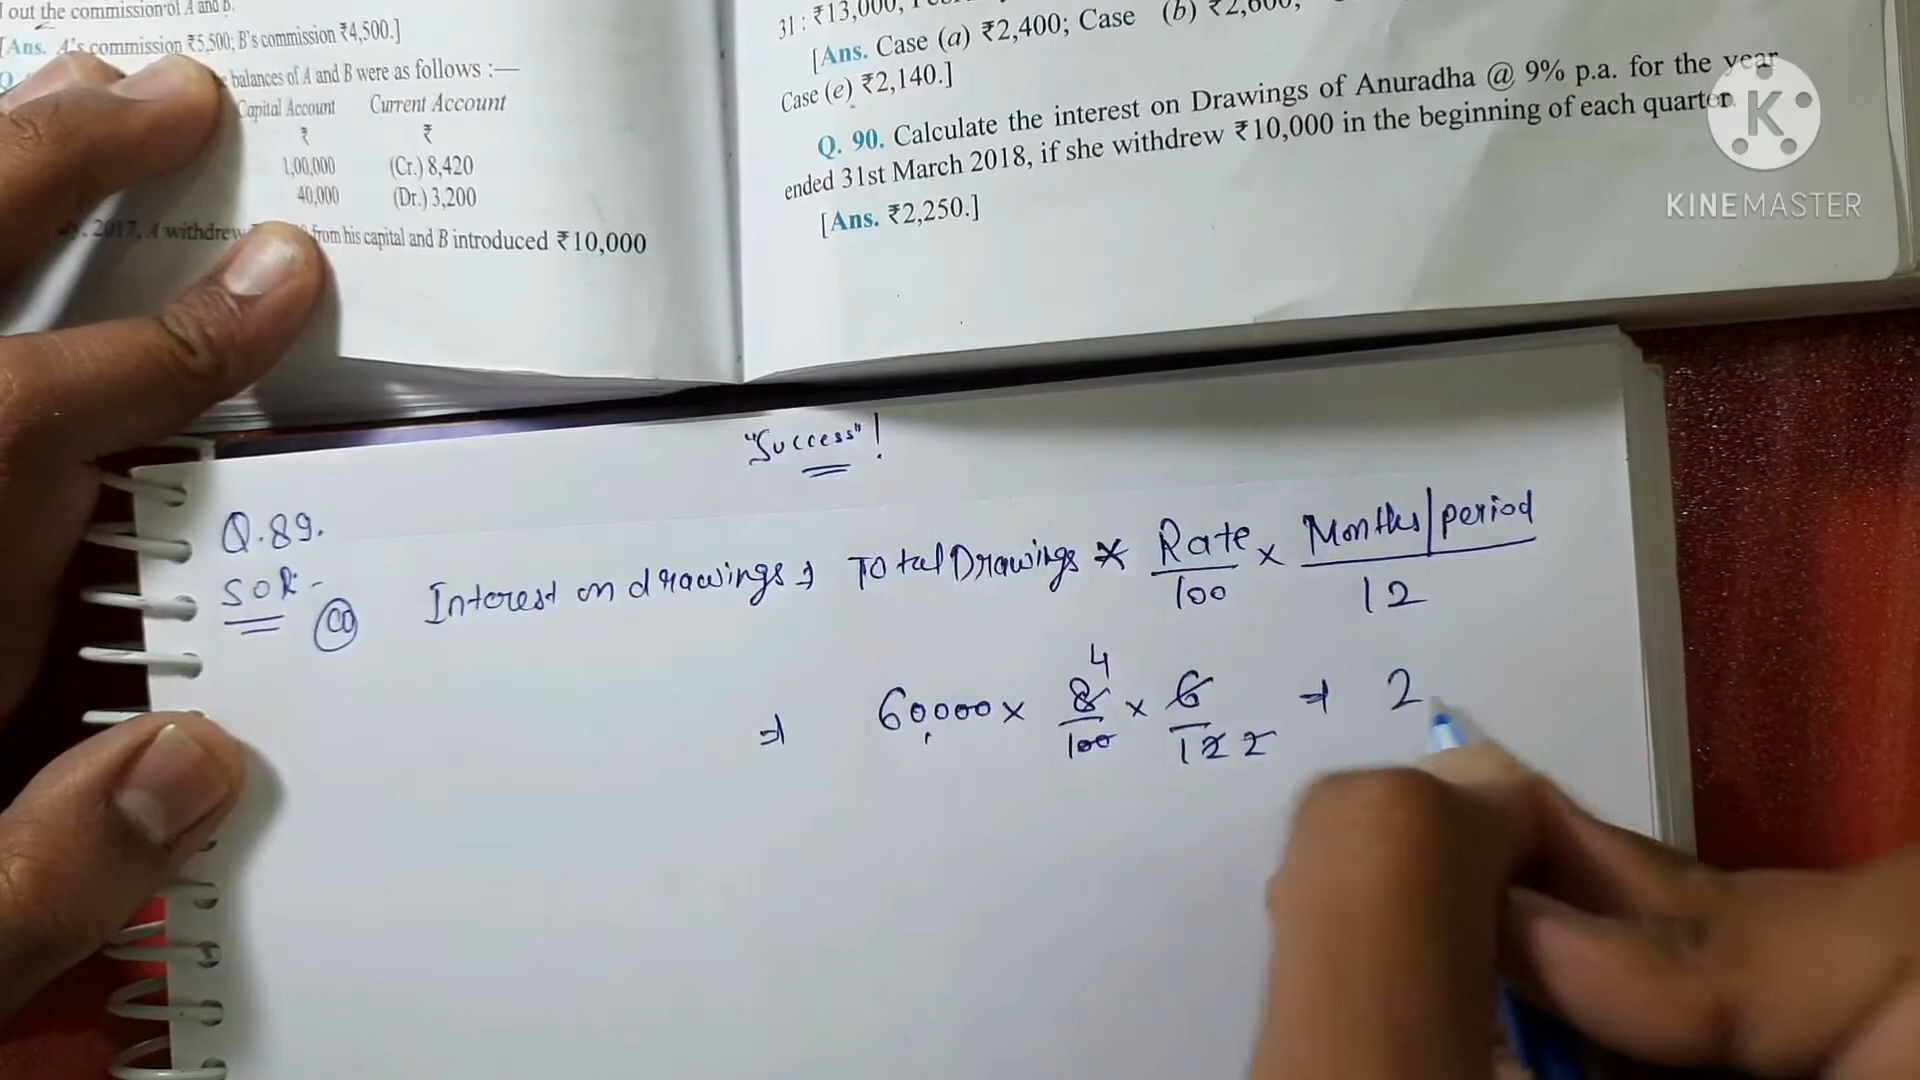 out the commission of A and B.
[Ans. A's commission ₹5,500; B's commission ₹4,500.]
balances of A and B were as follows :—
Capital Account Current Account
₹ ₹
1,00,000 (Cr.) 8,420
40,000 (Dr.) 3,200
2017, A withdrew from his capital and B introduced ₹10,000
31 : ₹13,000,
[Ans. Case (a) ₹2,400; Case (b) ₹2,600;
Case (e) ₹2,140.]
Q. 90. Calculate the interest on Drawings of Anuradha @ 9% p.a. for the year
ended 31st March 2018, if she withdrew ₹10,000 in the beginning of each quarter.
[Ans. ₹2,250.]
K
KINEMASTER
"Success"!
Q.89.
Interest on drawings Total Drawings × Rate/100 × Months/period/12
⇒ 60,000 × 8/100 4 × 6/12 2 ⇒ 2